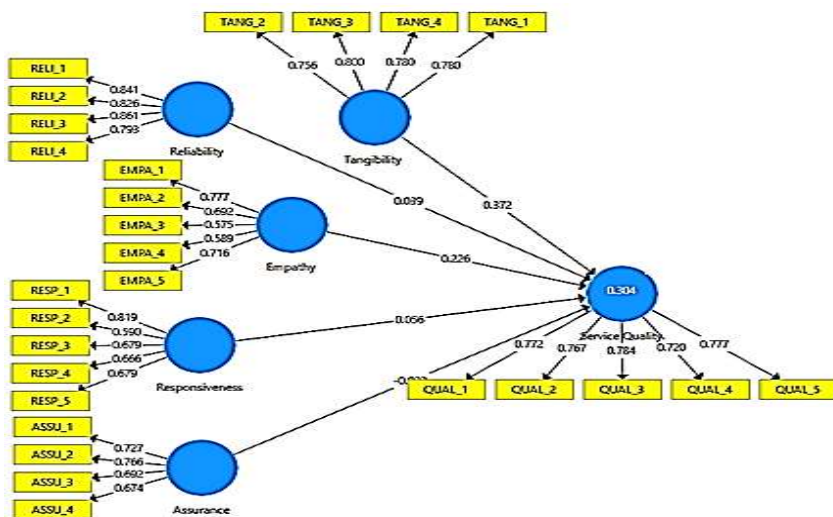 TANG_2 TANG_3 TANG_4 TANG_1
0.756 0.800 0.780 0.780
Tangibility
RELI_1
RELI_2
RELI_3
RELI_4
0.841
0.826
0.861
0.793
Reliability
EMPA_1
EMPA_2
EMPA_3
EMPA_4
EMPA_5
0.777
0.692
0.575
0.589
0.716
Empathy
RESP_1
RESP_2
RESP_3
RESP_4
RESP_5
0.819
0.590
0.679
0.666
0.679
Responsiveness
ASSU_1
ASSU_2
ASSU_3
ASSU_4
0.727
0.766
0.692
0.674
Assurance
0.372
0.226
0.056
0.304
Service Quality
0.772 0.767 0.784 0.720 0.777
QUAL_1 QUAL_2 QUAL_3 QUAL_4 QUAL_5